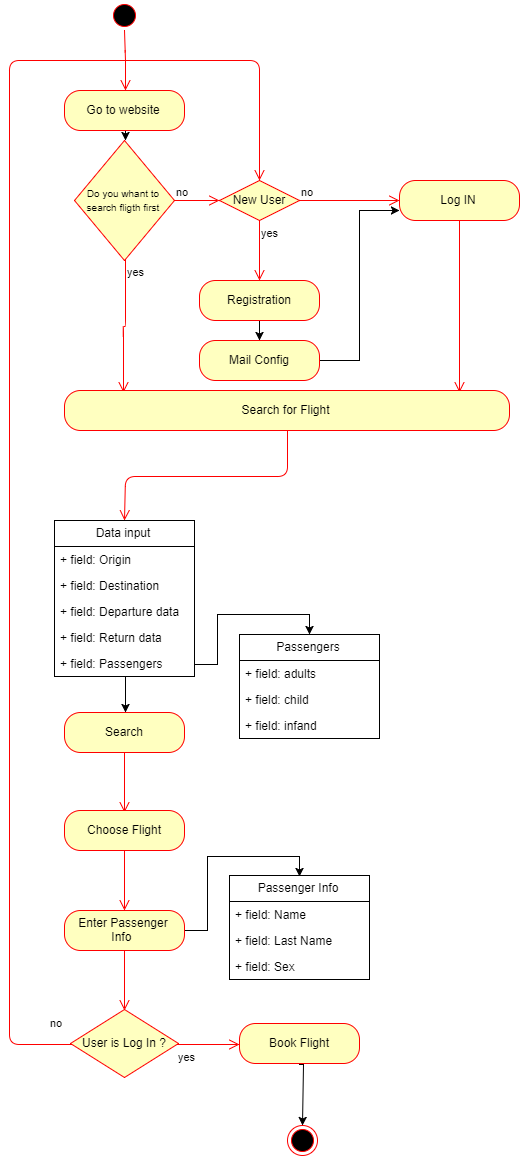 Go to website
Do you whant to
search fligth first
no
New User
no
Log IN
yes
yes
Registration
Mail Config
Search for Flight
Data input
+ field: Origin
+ field: Destination
+ field: Departure data
+ field: Return data
+ field: Passengers
Passengers
+ field: adults
+ field: child
+ field: infand
Search
Choose Flight
Enter Passenger
Info
Passenger Info
+ field: Name
+ field: Last Name
+ field: Sex
no
User is Log In ?
yes
Book Flight